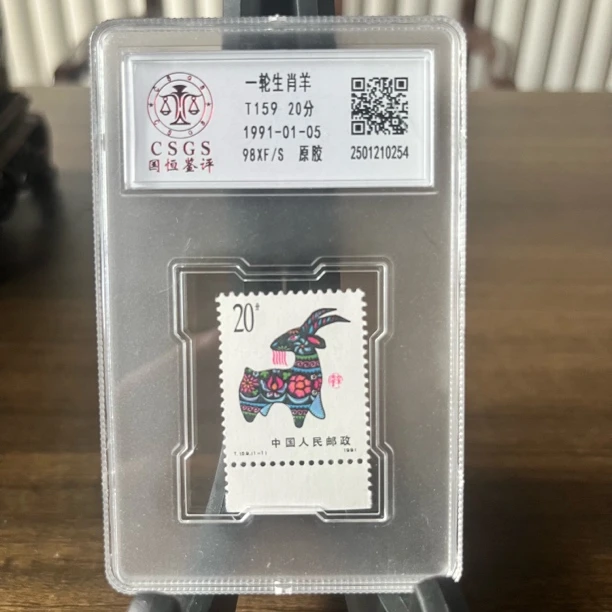 CSGS
国恒鉴评
一轮生肖羊
T159 20分
1991-01-05
98XF/S 原胶
2501210254
20分
中国人民邮政
1991